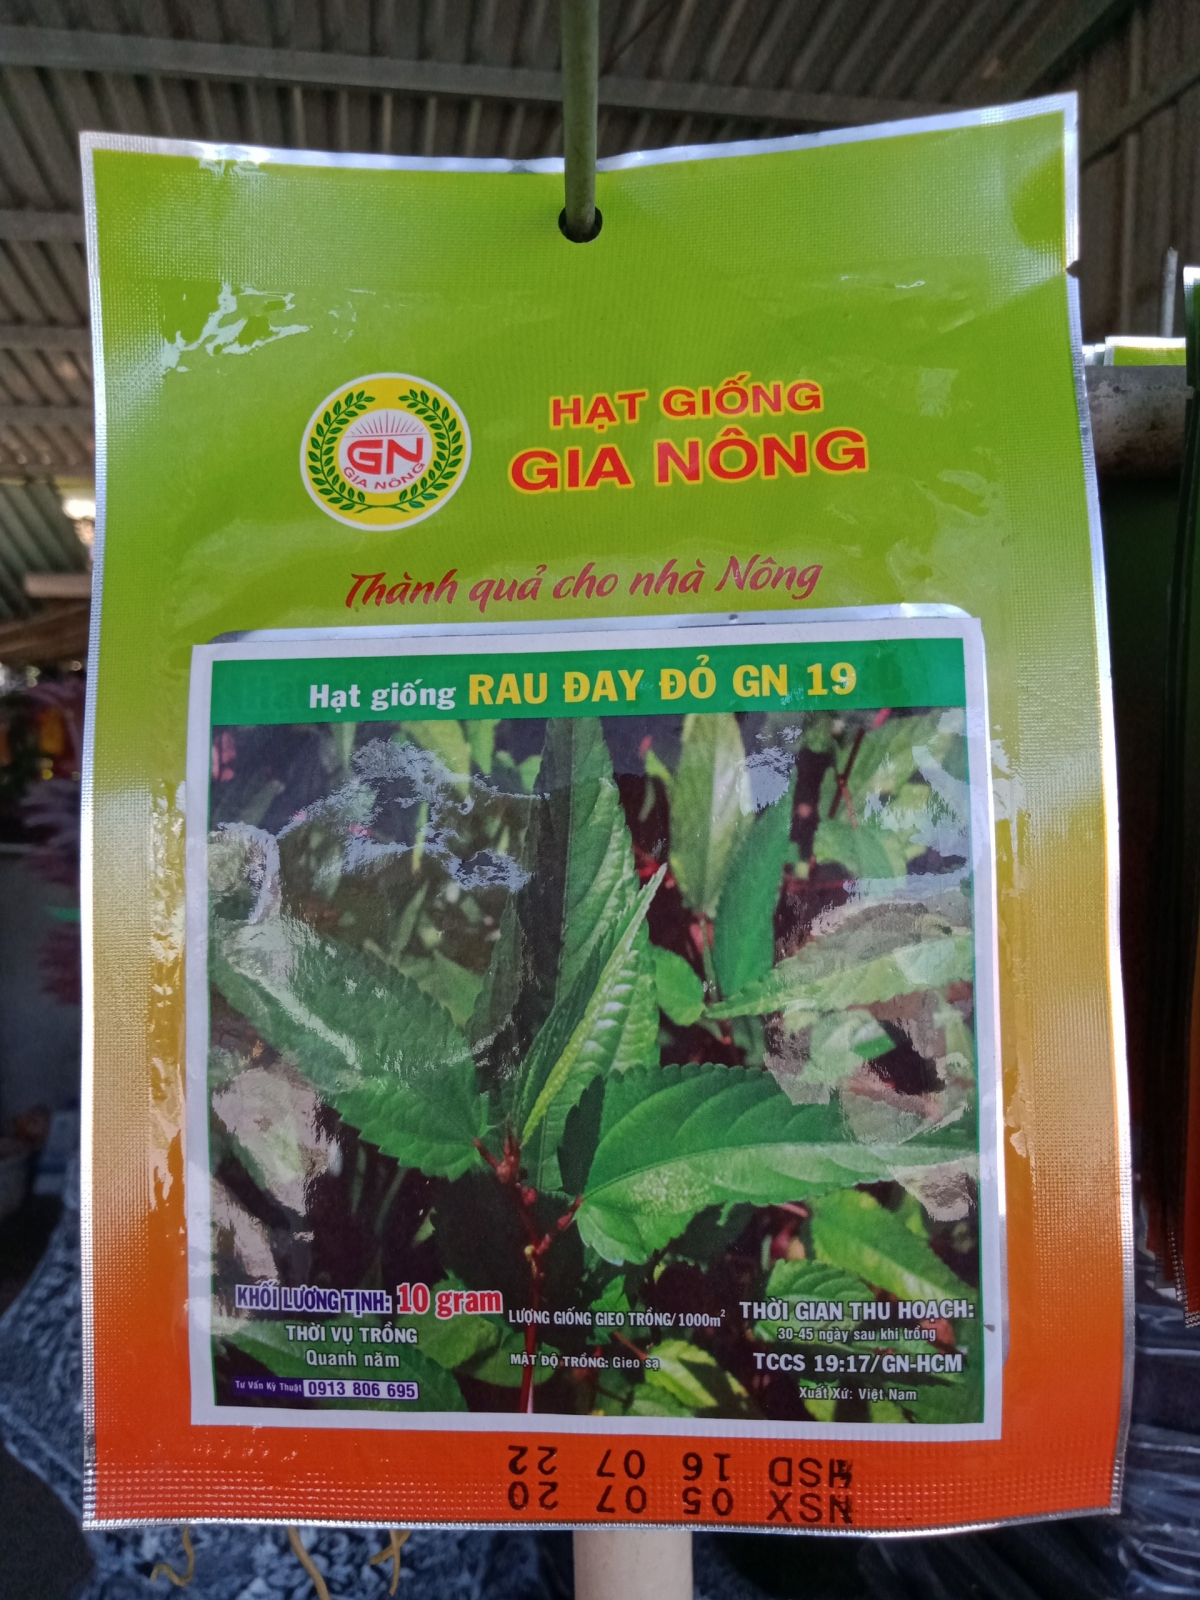 GN
GIA NÔNG
HẠT GIỐNG
GIA NÔNG
Thành quả cho nhà Nông
Hạt giống RAU ĐAY ĐỎ GN 19
KHỐI LƯƠNG TỊNH: 10 gram
THỜI VỤ TRỒNG
Quanh năm
Tư Vấn Kỹ Thuật 0913 806 695
LƯỢNG GIỐNG GIEO TRỒNG/1000m²
MẬT ĐỘ TRỒNG: Gieo sạ
THỜI GIAN THU HOẠCH:
30-45 ngày sau khi trồng
TCCS 19:17/GN-HCM
Xuất Xứ: Việt Nam
NSX 05 07 20
HSD 16 07 22